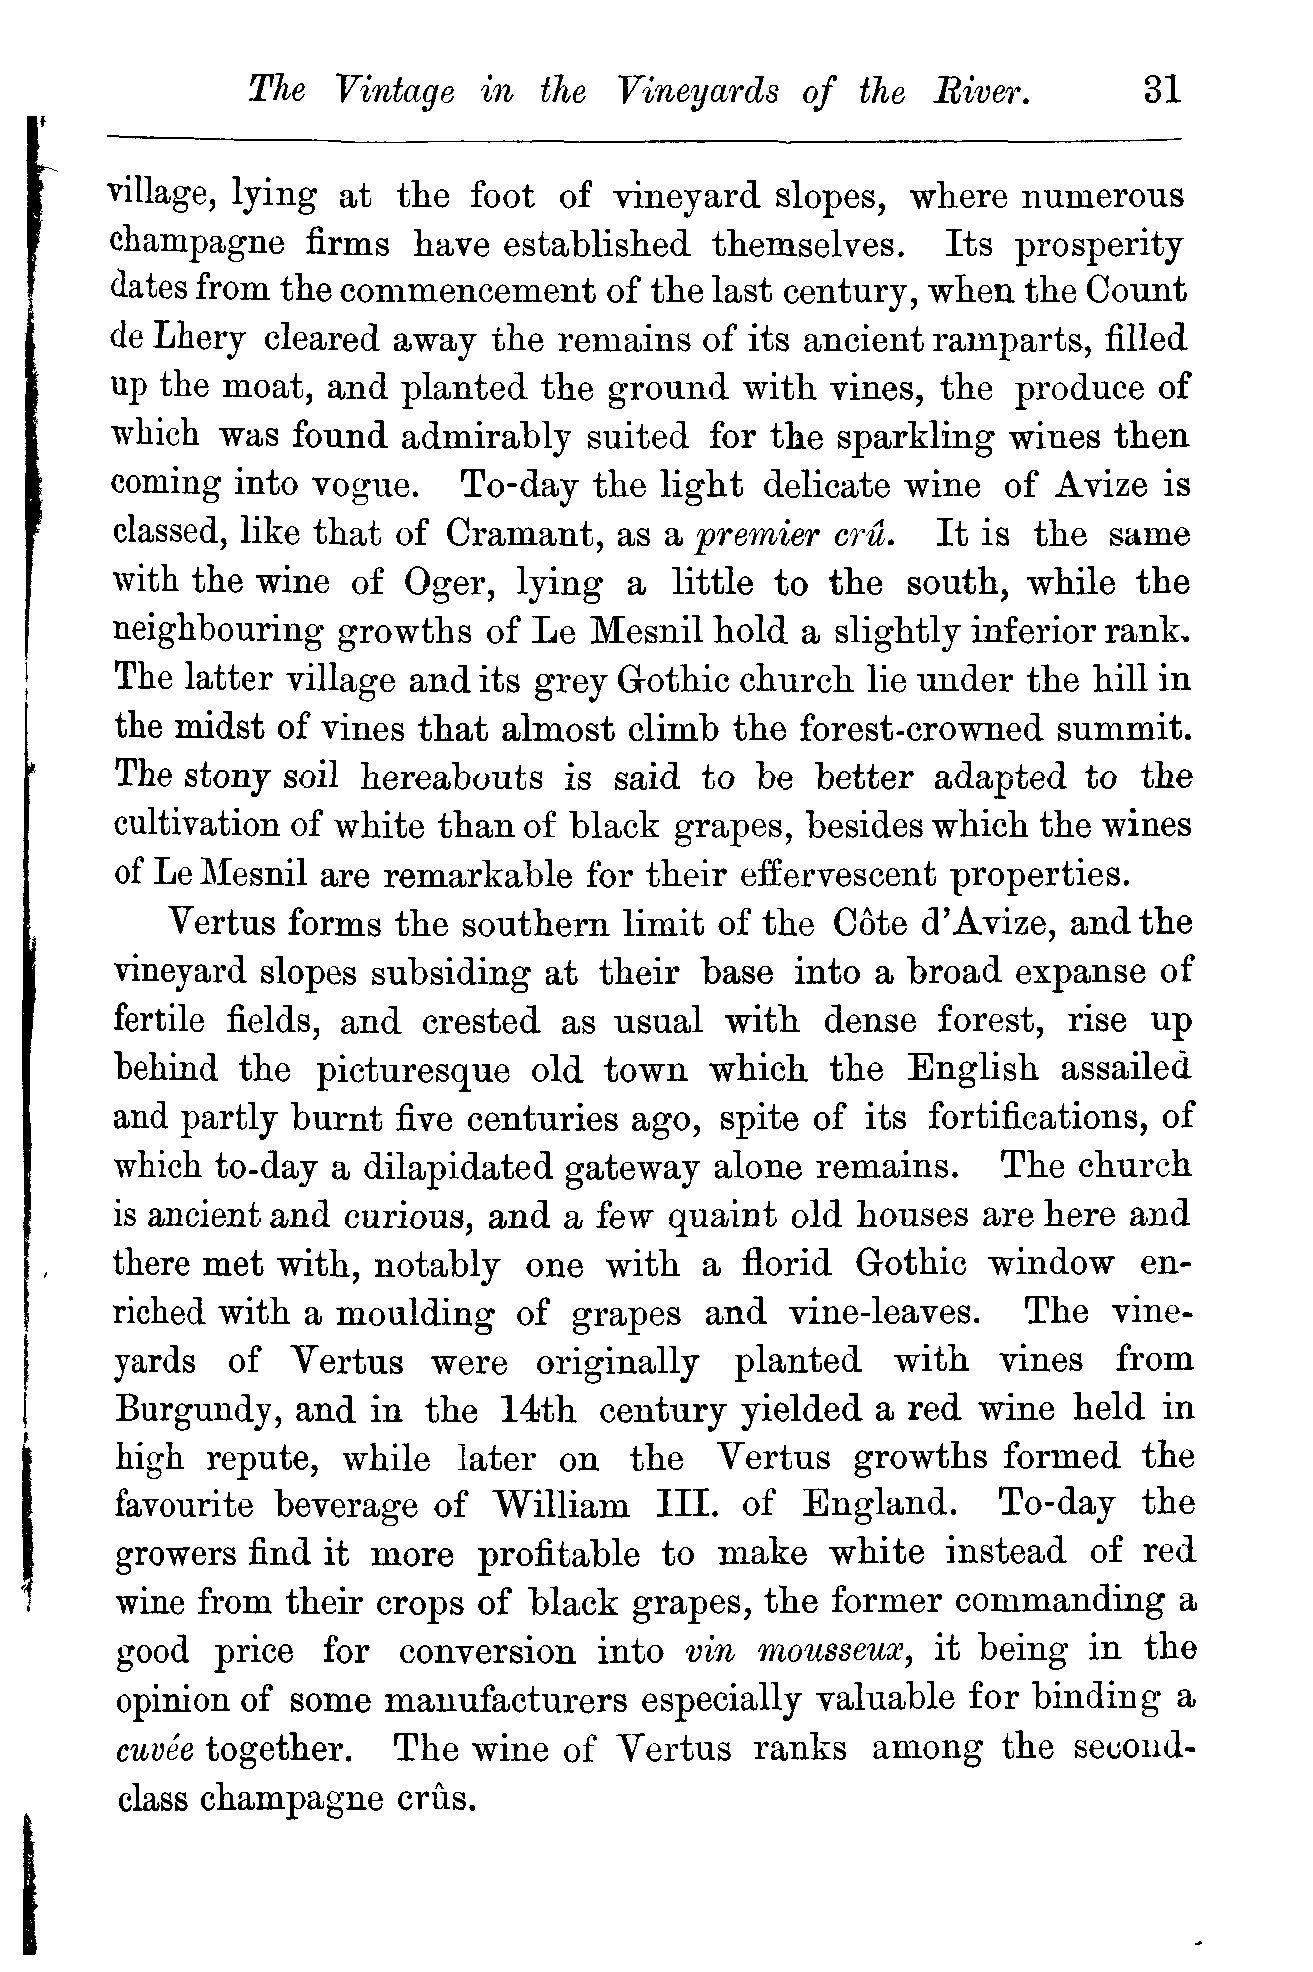 The Vintage in the Vineyards of the River. 31
village, lying at the foot of vineyard slopes, where numerous
champagne firms have established themselves. Its prosperity
dates from the commencement of the last century, when the Count
de Lhery cleared away the remains of its ancient ramparts, filled
up the moat, and planted the ground with vines, the produce of
which was found admirably suited for the sparkling wines then
coming into vogue. To-day the light delicate wine of Avize is
classed, like that of Cramant, as a premier crû. It is the same
with the wine of Oger, lying a little to the south, while the
neighbouring growths of Le Mesnil hold a slightly inferior rank.
The latter village and its grey Gothic church lie under the hill in
the midst of vines that almost climb the forest-crowned summit.
The stony soil hereabouts is said to be better adapted to the
cultivation of white than of black grapes, besides which the wines
of Le Mesnil are remarkable for their effervescent properties.
Vertus forms the southern limit of the Côte d'Avize, and the
vineyard slopes subsiding at their base into a broad expanse of
fertile fields, and crested as usual with dense forest, rise up
behind the picturesque old town which the English assailed
and partly burnt five centuries ago, spite of its fortifications, of
which to-day a dilapidated gateway alone remains. The church
is ancient and curious, and a few quaint old houses are here and
there met with, notably one with a florid Gothic window en-
riched with a moulding of grapes and vine-leaves. The vine-
yards of Vertus were originally planted with vines from
Burgundy, and in the 14th century yielded a red wine held in
high repute, while later on the Vertus growths formed the
favourite beverage of William III. of England. To-day the
growers find it more profitable to make white instead of red
wine from their crops of black grapes, the former commanding a
good price for conversion into vin mousseux, it being in the
opinion of some manufacturers especially valuable for binding a
cuvée together. The wine of Vertus ranks among the second-
class champagne crûs.